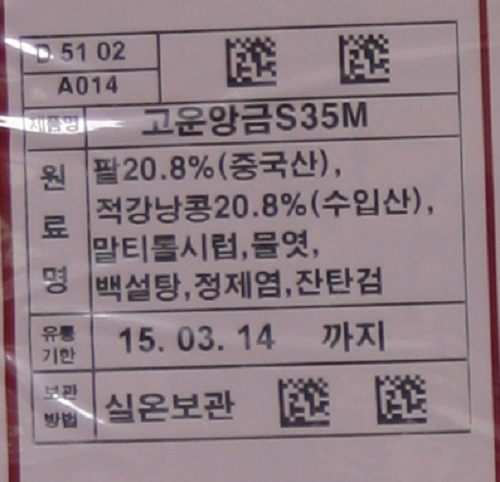 D 51 02
A014
제품명 고운앙금S35M
원료명
팥20.8%(중국산),
적강낭콩20.8%(수입산),
말티톨시럽,물엿,
백설탕,정제염,잔탄검
유통기한 15. 03. 14 까지
보관방법 실온보관